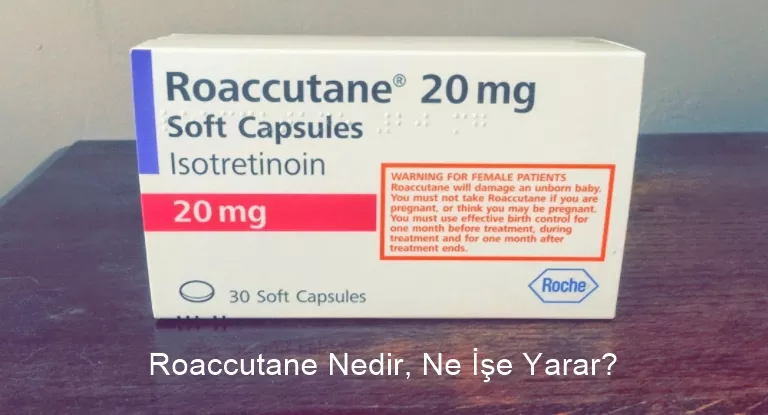 Roaccutane® 20 mg
Soft Capsules
Isotretinoin
20 mg
WARNING FOR FEMALE PATIENTS
Roaccutane will damage an unborn baby.
You must not take Roaccutane if you are
pregnant, or think you may be pregnant.
You must use effective birth control for
one month before treatment, during
treatment and for one month after
treatment ends.
30 Soft Capsules
Roche
Roaccutane Nedir, Ne İşe Yarar?